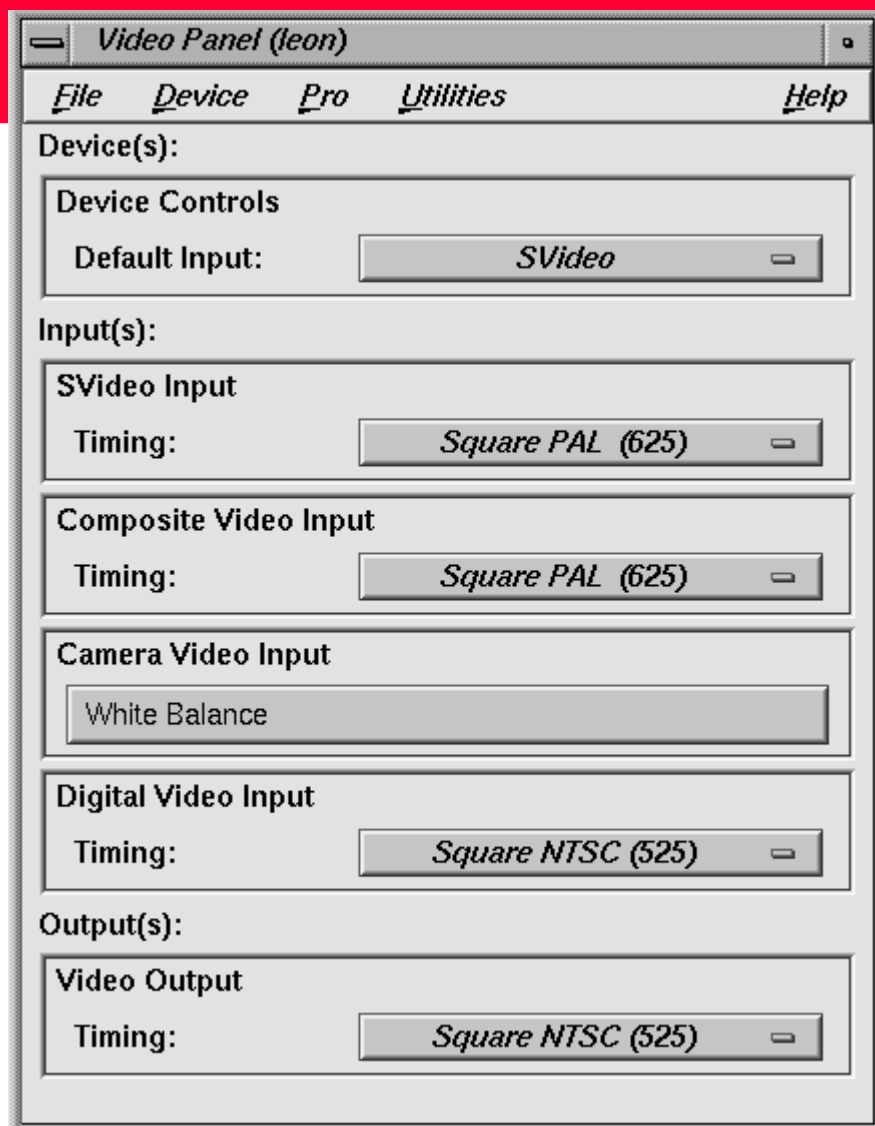 Video Panel (leon)
File Device Pro Utilities Help
Device(s):
Device Controls
Default Input: SVideo
Input(s):
SVideo Input
Timing: Square PAL (625)
Composite Video Input
Timing: Square PAL (625)
Camera Video Input
White Balance
Digital Video Input
Timing: Square NTSC (525)
Output(s):
Video Output
Timing: Square NTSC (525)